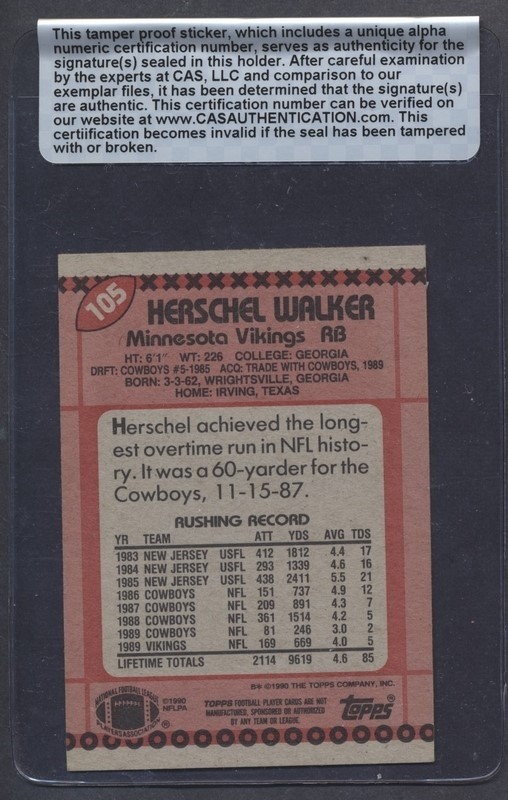 This tamper proof sticker, which includes a unique alpha
numeric certification number, serves as authenticity for the
signature(s) sealed in this holder. After careful examination
by the experts at CAS, LLC and comparison to our
exemplar files, it has been determined that the signature(s)
are authentic. This certification number can be verified on
our website at www.CASAUTHENTICATION.com. This
certiification becomes invalid if the seal has been tampered
with or broken.
105
HERSCHEL WALKER
Minnesota Vikings RB
HT: 6'1" WT: 226 COLLEGE: GEORGIA
DRFT: COWBOYS #5-1985 ACQ: TRADE WITH COWBOYS, 1989
BORN: 3-3-62, WRIGHTSVILLE, GEORGIA
HOME: IRVING, TEXAS
Herschel achieved the long-
est overtime run in NFL histo-
ry. It was a 60-yarder for the
Cowboys, 11-15-87.
RUSHING RECORD
YR TEAM ATT YDS AVG TDS
1983 NEW JERSEY USFL 412 1812 4.4 17
1984 NEW JERSEY USFL 293 1339 4.6 16
1985 NEW JERSEY USFL 438 2411 5.5 21
1986 COWBOYS NFL 151 737 4.9 12
1987 COWBOYS NFL 209 891 4.3 7
1988 COWBOYS NFL 361 1514 4.2 5
1989 COWBOYS NFL 81 246 3.0 2
1989 VIKINGS NFL 169 669 4.0 5
LIFETIME TOTALS 2114 9619 4.6 85
B* ©1990 THE TOPPS COMPANY, INC.
NATIONAL FOOTBALL LEAGUE
PLAYERS ASSOCIATION
®
©1990
NFLPA
TOPPS FOOTBALL PLAYER CARDS ARE NOT
MANUFACTURED, SPONSORED OR AUTHORIZED
BY ANY TEAM OR LEAGUE.
topps®